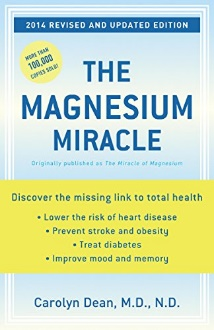 2014 REVISED AND UPDATED EDITION
MORE THAN
100,000
COPIES SOLD!
THE
MAGNESIUM
MIRACLE
Originally published as The Miracle of Magnesium
Discover the missing link to total health
• Lower the risk of heart disease
• Prevent stroke and obesity
• Treat diabetes
• Improve mood and memory
Carolyn Dean, M.D., N.D.